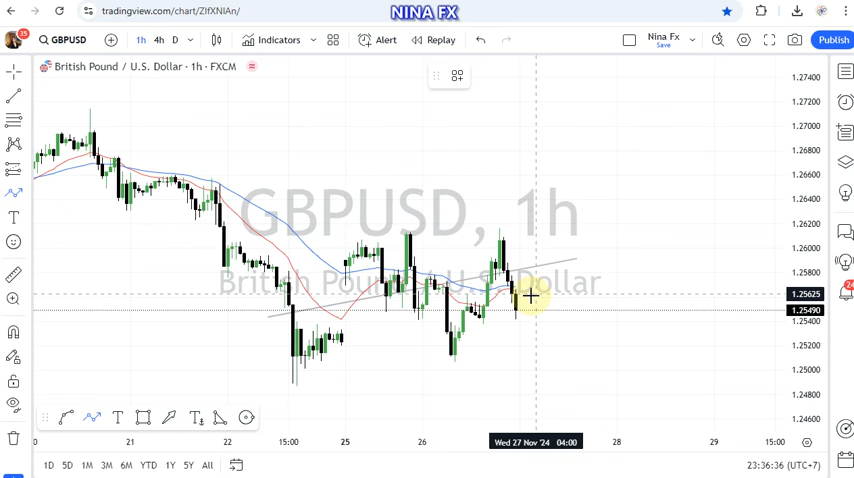 NINA FX
tradingview.com/chart/ZlfXNIAn/
35
GBPUSD
1h 4h D
Indicators
Alert
Replay
Nina Fx
Save
Publish
British Pound / U.S. Dollar · 1h · FXCM
GBPUSD, 1h
British Pound / U.S. Dollar
1.27400
1.27200
1.27000
1.26800
1.26600
1.26400
1.26200
1.26000
1.25800
1.25625
1.25490
1.25400
1.25200
1.25000
1.24800
1.24600
24
21 22 15:00 25 26 Wed 27 Nov '24 04:00 28 29 15:00
1D 5D 1M 3M 6M YTD 1Y 5Y All
23:36:36 (UTC+7)